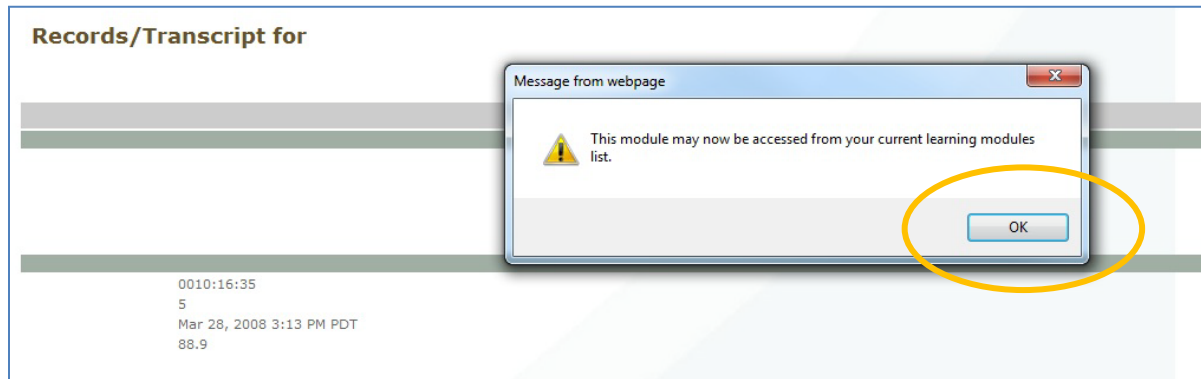 Records/Transcript for
Message from webpage
This module may now be accessed from your current learning modules
list.
OK
0010:16:35
5
Mar 28, 2008 3:13 PM PDT
88.9